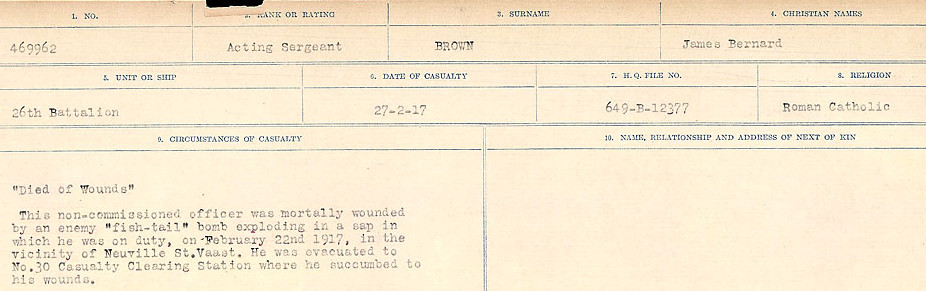 1. NO.
2. RANK OR RATING
3. SURNAME
4. CHRISTIAN NAMES
469962
Acting Sergeant
BROWN
James Bernard
5. UNIT OR SHIP
6. DATE OF CASUALTY
7. H.Q. FILE NO.
8. RELIGION
26th Battalion
27-2-17
649-B-12377
Roman Catholic
9. CIRCUMSTANCES OF CASUALTY
10. NAME, RELATIONSHIP AND ADDRESS OF NEXT OF KIN
"Died of Wounds"
This non-commissioned officer was mortally wounded
by an enemy "fish-tail" bomb exploding in a sap in
which he was on duty, on February 22nd 1917, in the
vicinity of Neuville St.Vaast. He was evacuated to
No.30 Casualty Clearing Station where he succumbed to
his wounds.